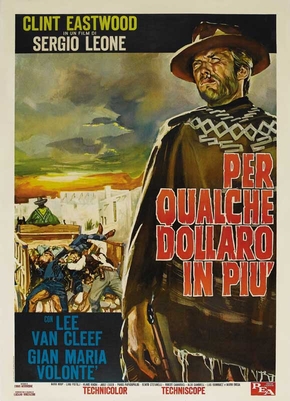 CLINT EASTWOOD
IN UN FILM DI
SERGIO LEONE
PER
QUALCHE
DOLLARO
IN PIU'
CON
LEE
VAN CLEEF
GIAN MARIA
VOLONTE'
TECHNICOLOR TECHNISCOPE
PEA